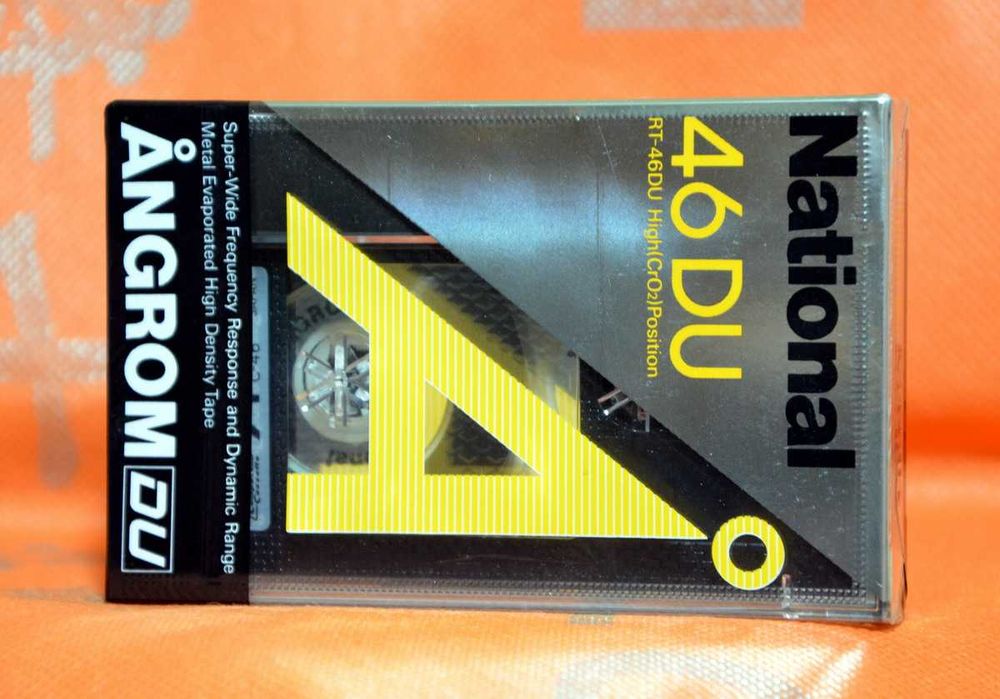 National
46 DU
RT-46DU High(CrO2)Position
Super-Wide Frequency Response and Dynamic Range
Metal Evaporated High Density Tape
ÅNGROM DU